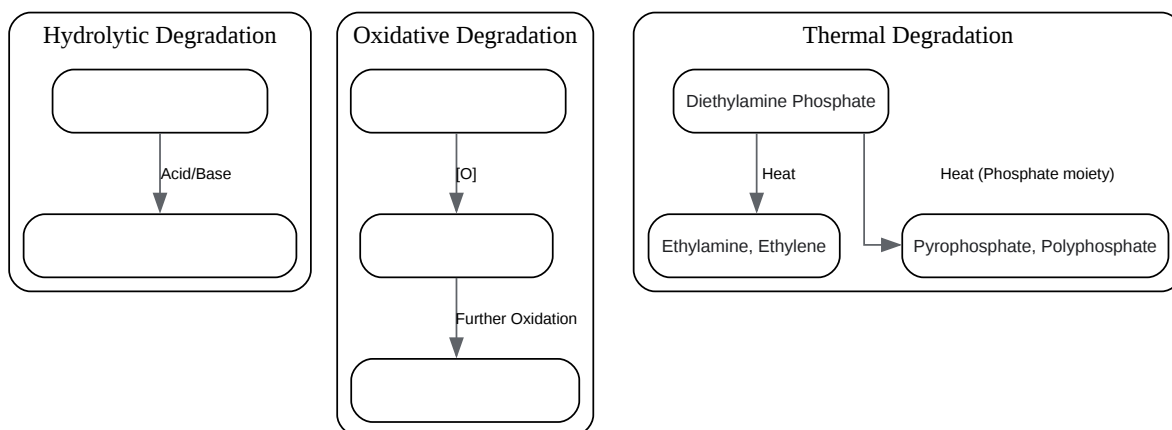 Hydrolytic Degradation
Acid/Base
Oxidative Degradation
[O]
Further Oxidation
Thermal Degradation
Diethylamine Phosphate
Heat
Heat (Phosphate moiety)
Ethylamine, Ethylene
Pyrophosphate, Polyphosphate